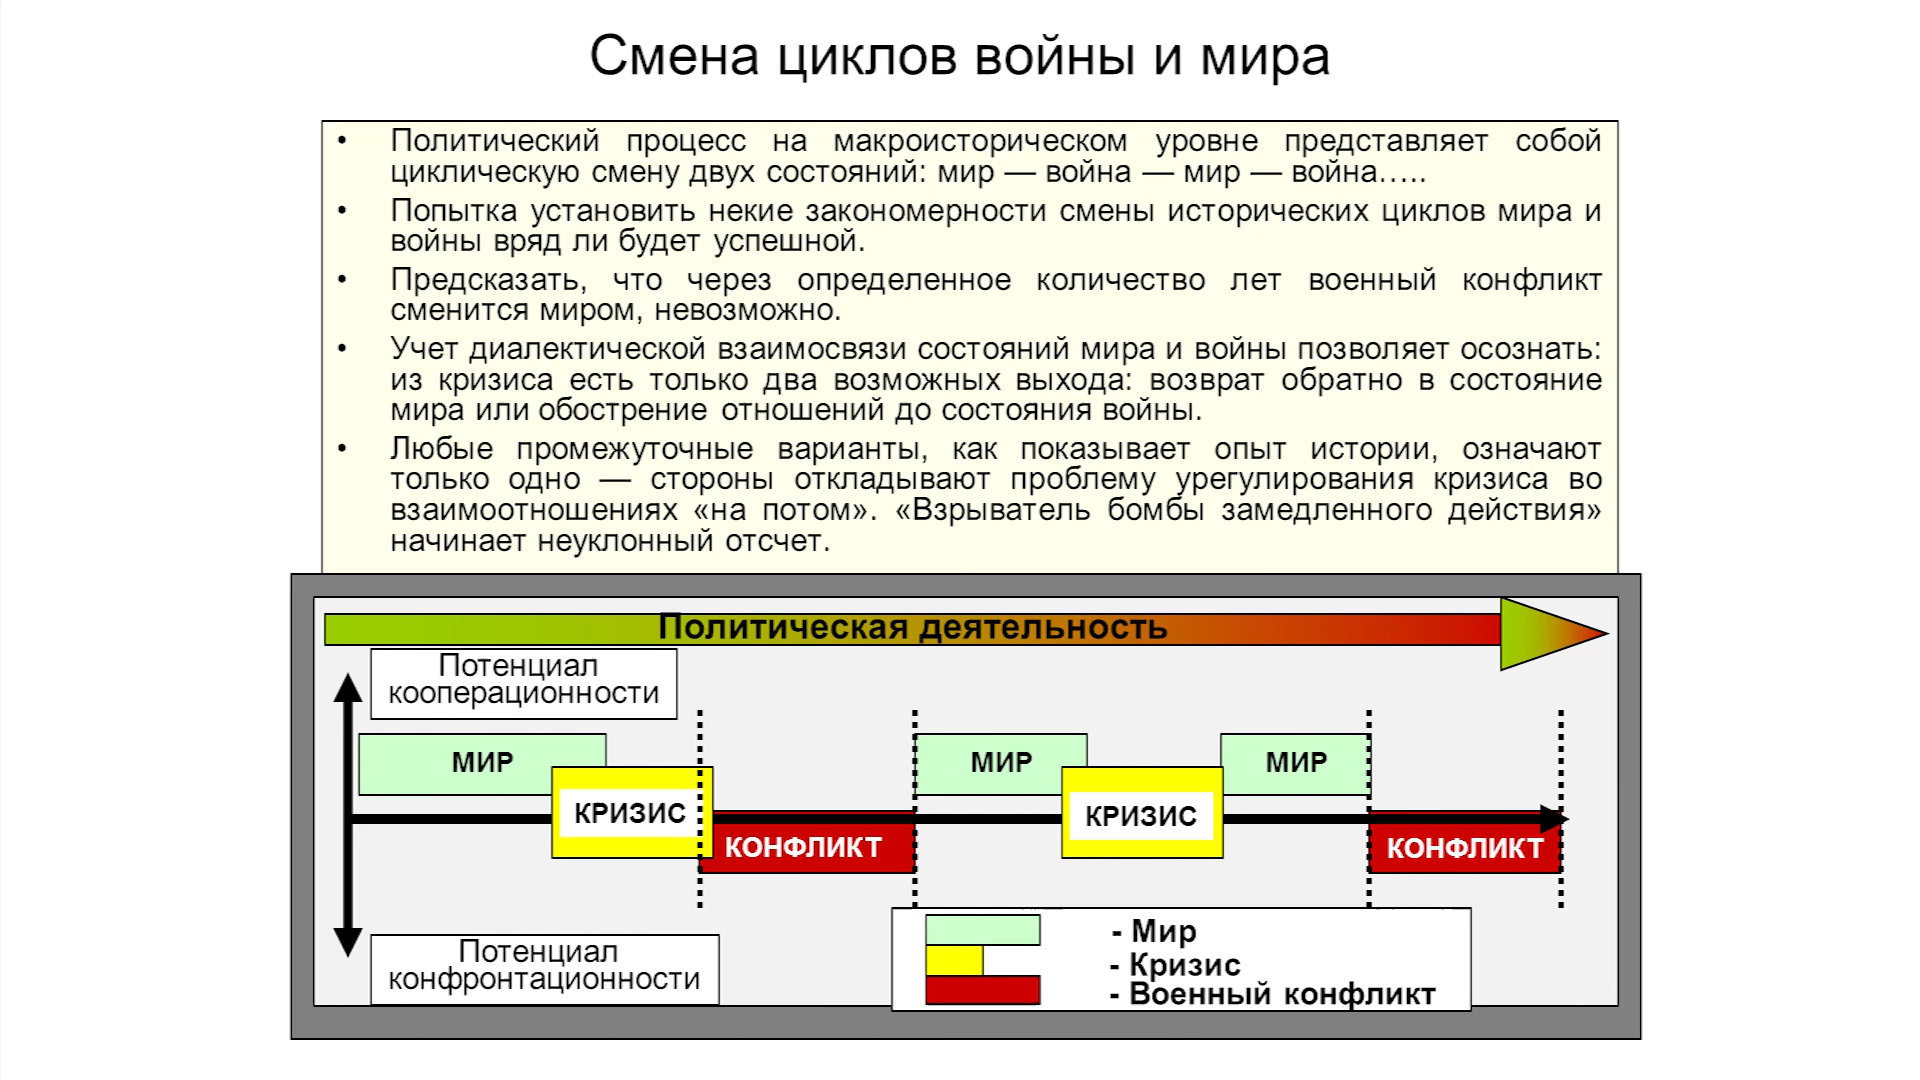 Смена циклов войны и мира
• Политический процесс на макроисторическом уровне представляет собой
циклическую смену двух состояний: мир — война — мир — война…..
• Попытка установить некие закономерности смены исторических циклов мира и
войны вряд ли будет успешной.
• Предсказать, что через определенное количество лет военный конфликт
сменится миром, невозможно.
• Учет диалектической взаимосвязи состояний мира и войны позволяет осознать:
из кризиса есть только два возможных выхода: возврат обратно в состояние
мира или обострение отношений до состояния войны.
• Любые промежуточные варианты, как показывает опыт истории, означают
только одно — стороны откладывают проблему урегулирования кризиса во
взаимоотношениях «на потом». «Взрыватель бомбы замедленного действия»
начинает неуклонный отсчет.
Политическая деятельность
Потенциал
кооперационности
МИР
МИР
МИР
КРИЗИС
КРИЗИС
КОНФЛИКТ
КОНФЛИКТ
Потенциал
конфронтационности
- Мир
- Кризис
- Военный конфликт